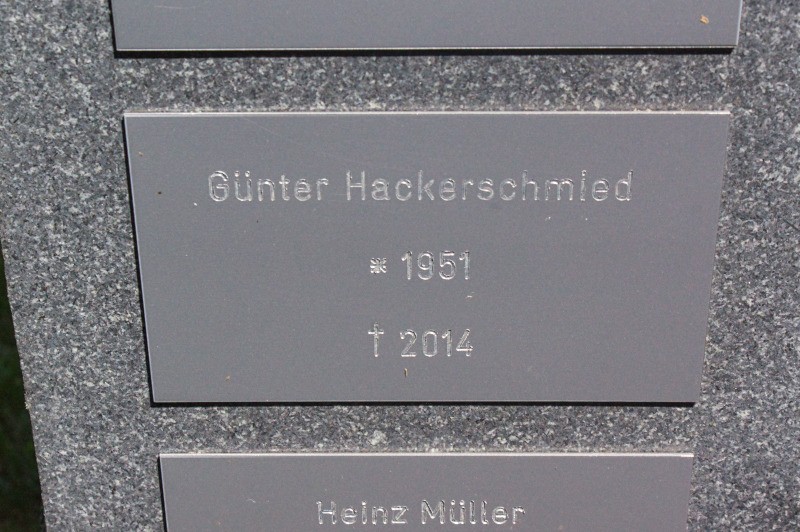 Günter Hackerschmied
* 1951
† 2014
Heinz Müller